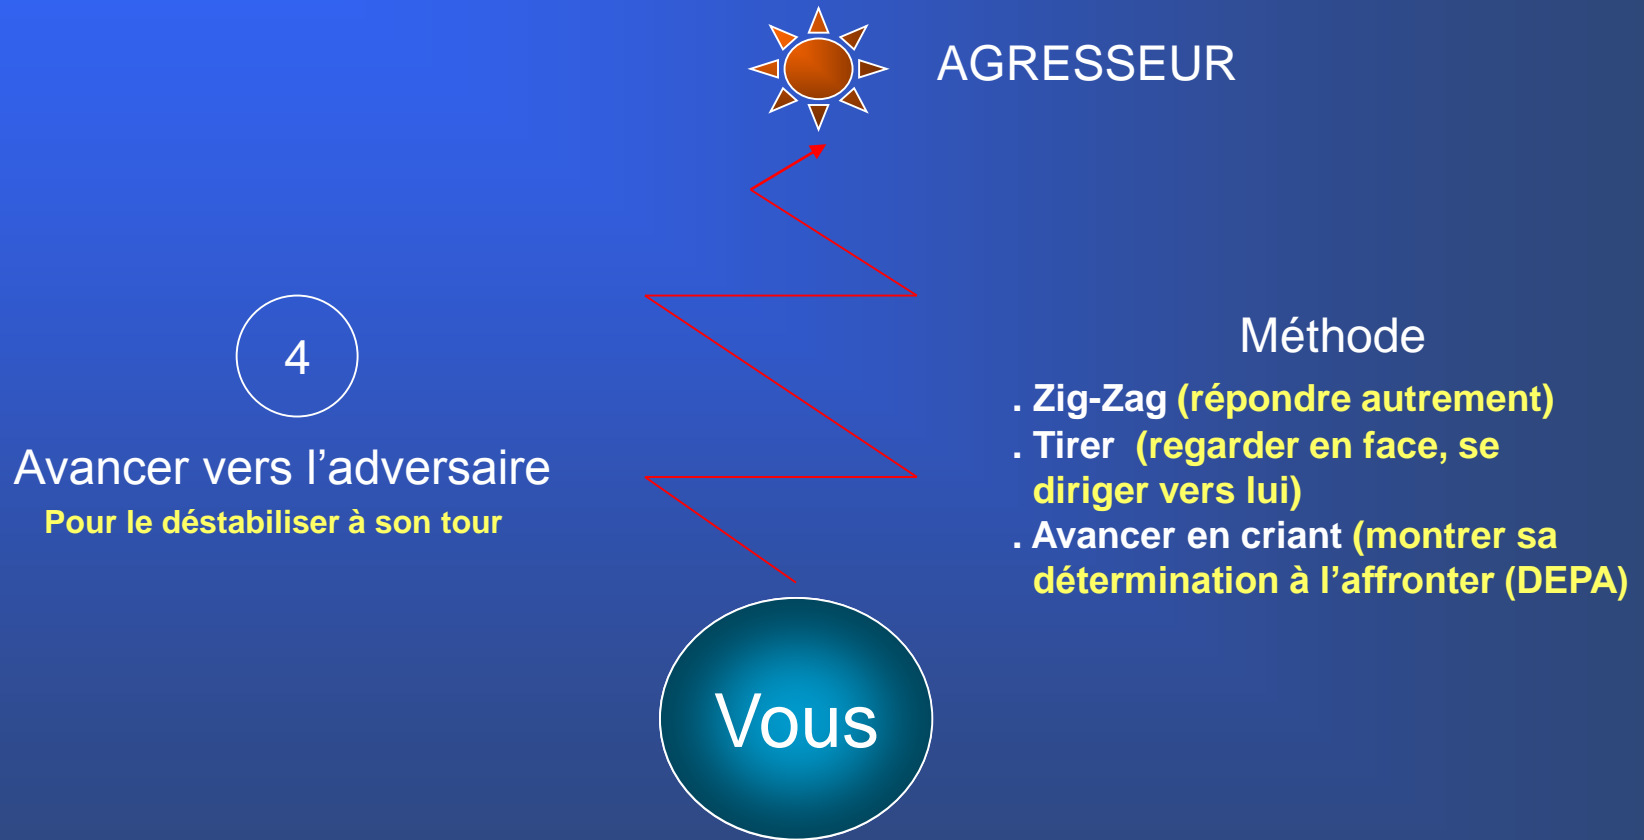 AGRESSEUR
4
Avancer vers l’adversaire
Pour le déstabiliser à son tour
Méthode
. Zig-Zag (répondre autrement)
. Tirer (regarder en face, se
diriger vers lui)
. Avancer en criant (montrer sa
détermination à l’affronter (DEPA)
Vous